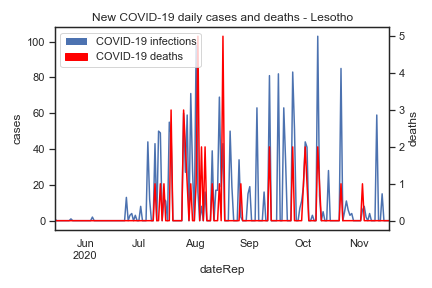 New COVID-19 daily cases and deaths - Lesotho
COVID-19 infections
COVID-19 deaths
100
80
60
40
20
0
cases
5
4
3
2
1
0
deaths
Jun Jul Aug Sep Oct Nov
2020
dateRep